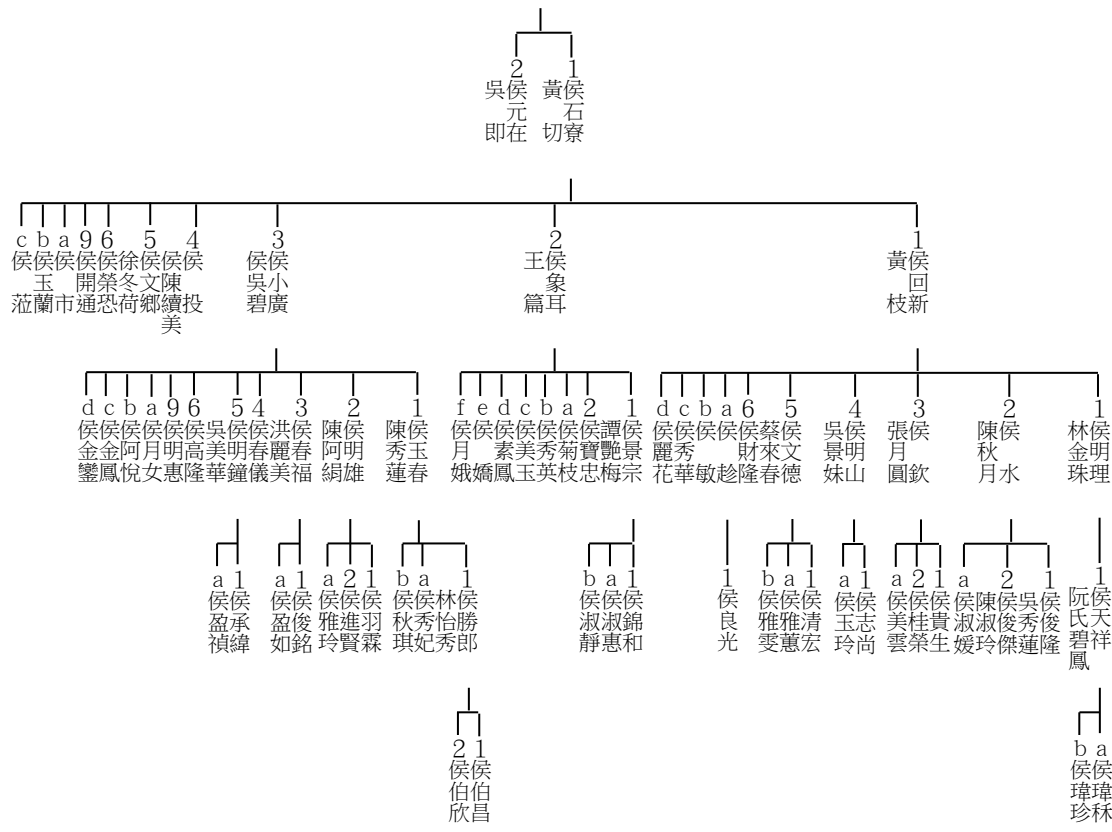 1 侯石寮
黃 切
2 侯元在
吳 即
1 侯回新
黃 枝
2 侯象耳
王 篇
3 侯小廣
侯吳碧
4 侯 投
侯陳續美
5 侯文鄉
徐冬荷
6 侯榮恐
9 侯開通
a 侯 市
b 侯玉蘭
c 侯 蒞
1 侯明理
林金珠
2 侯 水
陳秋月
3 侯 欽
張月圓
4 侯明山
吳景妹
5 侯文德
蔡來春
6 侯財隆
a 侯 趁
b 侯 敏
c 侯秀華
d 侯麗花
1 侯景宗
譚艷梅
2 侯寶忠
a 侯菊枝
b 侯秀英
c 侯美玉
d 侯素鳳
e 侯 嬌
f 侯月娥
1 侯玉春
陳秀蓮
2 侯明雄
陳阿絹
3 侯春福
洪麗美
4 侯春儀
5 侯明鐘
吳美華
6 侯高隆
9 侯明惠
a 侯月女
b 侯阿悅
c 侯金鳳
d 侯金鑾
1 侯天祥
阮氏碧鳳
1 侯俊隆
吳秀蓮
2 侯俊傑
陳淑玲
a 侯淑媛
1 侯貴生
2 侯桂榮
a 侯美雲
1 侯志尚
a 侯玉玲
1 侯清宏
a 侯雅蕙
b 侯雅雯
1 侯良光
1 侯錦和
a 侯淑惠
b 侯淑靜
1 侯勝郎
林怡秀
a 侯秀妃
b 侯秋琪
1 侯羽霖
2 侯進賢
a 侯雅玲
1 侯俊銘
a 侯盈如
1 侯承緯
a 侯盈禎
a 侯瑋秝
b 侯瑋珍
1 侯伯昌
2 侯伯欣